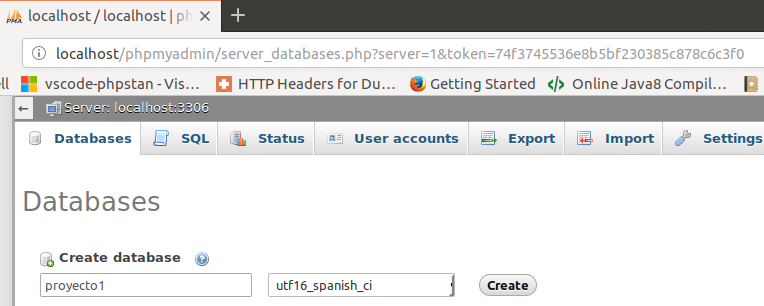 PMA localhost / localhost | ph
localhost/phpmyadmin/server_databases.php?server=1&token=74f3745536e8b5bf230385c878c6c3f0
ell vscode-phpstan - Vis... HTTP Headers for Du... Getting Started Online Java8 Compil...
Server: localhost:3306
Databases SQL Status User accounts Export Import Settings
Databases
Create database
proyecto1 utf16_spanish_ci Create